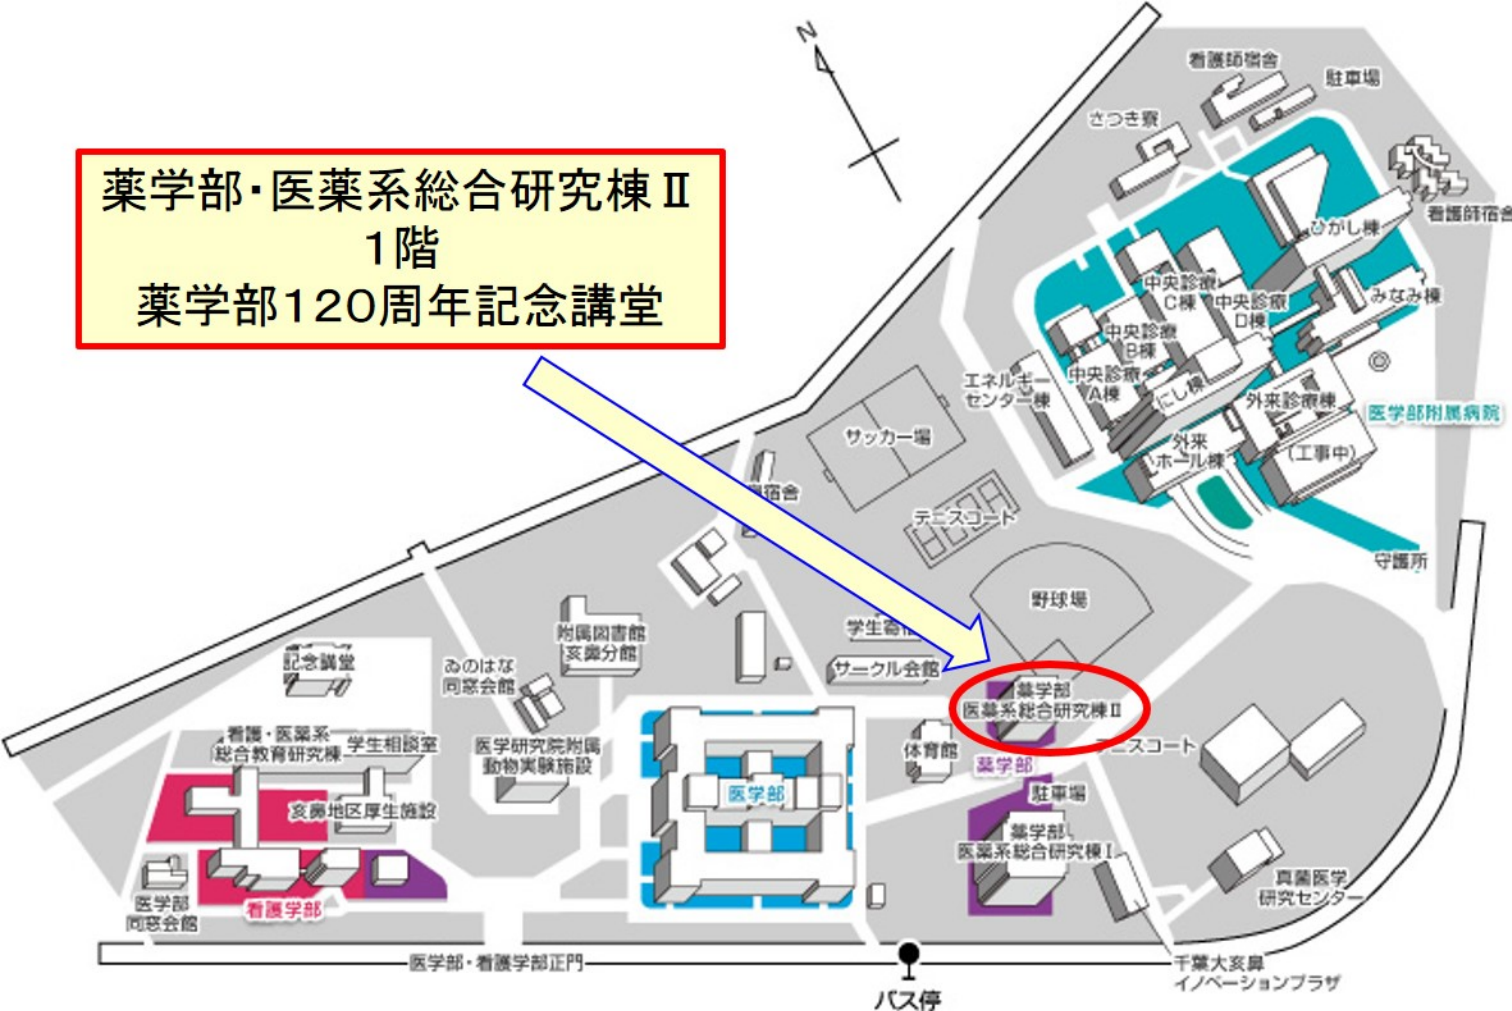 N
看護師宿舎
駐車場
さつき寮
看護師宿舎
薬学部・医薬系総合研究棟Ⅱ
1階
薬学部120周年記念講堂
ひがし棟
中央診療
C棟
中央診療
D棟
みなみ棟
中央診療
B棟
中央診療
A棟
にし棟
エネルギー
センター棟
外来診療棟
医学部附属病院
外来
ホール棟
(工事中)
サッカー場
宿舎
テニスコート
守護所
野球場
学生寄宿
サークル会館
附属図書館
亥鼻分館
記念講堂
ゐのはな
同窓会館
薬学部
医薬系総合研究棟Ⅱ
体育館
テニスコート
薬学部
看護・医薬系
総合教育研究棟
学生相談室
医学研究院附属
動物実験施設
医学部
駐車場
亥鼻地区厚生施設
薬学部
医薬系総合研究棟Ⅰ
医学部
同窓会館
看護学部
真菌医学
研究センター
医学部・看護学部正門
バス停
千葉大亥鼻
イノベーションプラザ